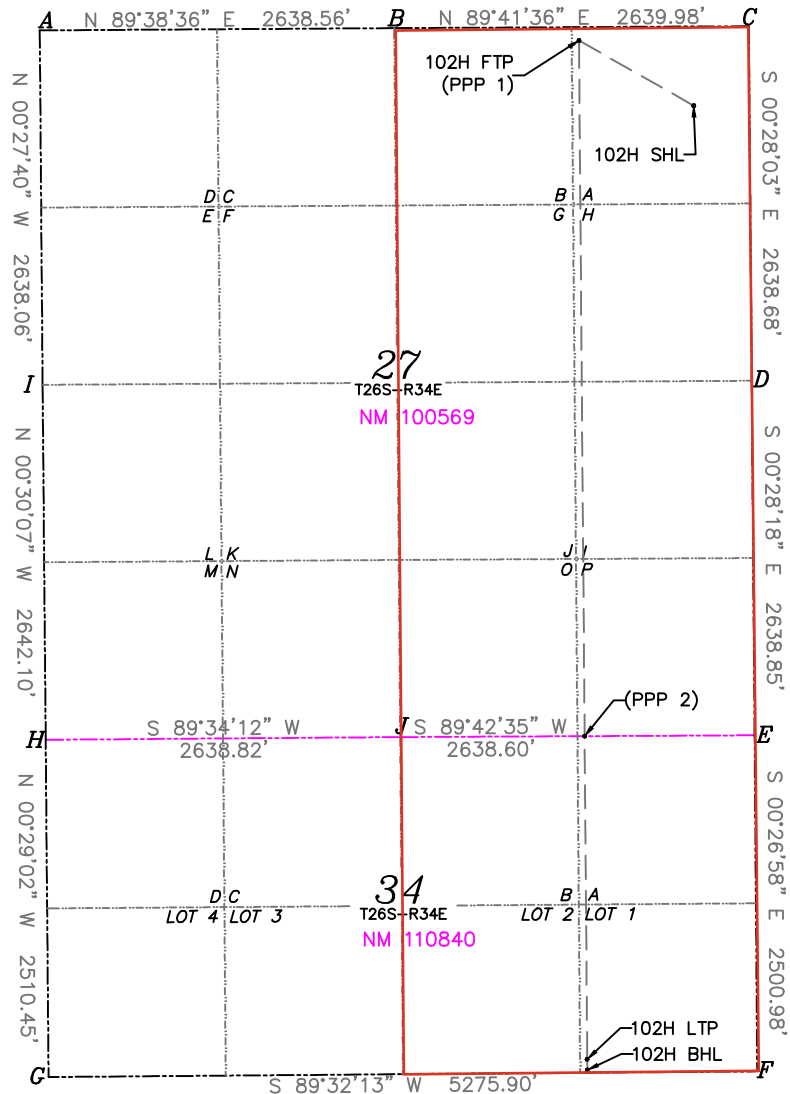 A N 89°38'36” E 2638.56' B N 89°41'36” E 2639.98' C
102H FTP
(PPP 1)
102H SHL
N 00°27'40” W 2638.06'
S 00°28'03” E 2638.68'
D C B A
E F G H
27
I T26S-R34E D
NM 100569
N 00°30'07” W 2642.10'
S 00°28'18” E 2638.85'
L K J I
M N O P
(PPP 2)
S 89°34'12” W J S 89°42'35” W
H E
2638.82' 2638.60'
N 00°29'02” W 2510.45'
S 00°26'58” E 2500.98'
34
D C B A
LOT 4 LOT 3 T26S-R34E LOT 2 LOT 1
NM 110840
102H LTP
102H BHL
G F
S 89°32'13” W 5275.90'